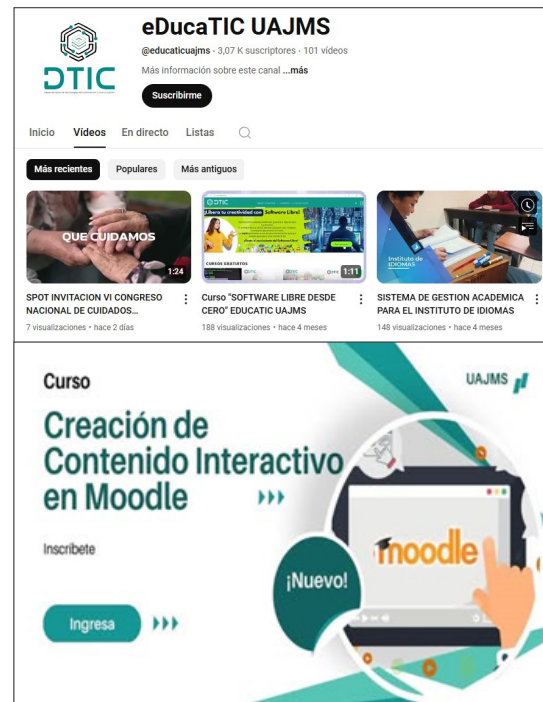 eDucaTIC UAJMS
DTIC
@educaticuajms · 3,07 K suscriptores · 101 vídeos
Más información sobre este canal ...más
Suscribirme
Inicio Vídeos En directo Listas
Más recientes Populares Más antiguos
QUE CUIDAMOS
1:24
DTIC
¡Libera tu creatividad con Software Libre!
CURSOS GRATUITOS
1:11
Instituto de
IDIOMAS
SPOT INVITACION VI CONGRESO
NACIONAL DE CUIDADOS...
7 visualizaciones • hace 2 días
Curso "SOFTWARE LIBRE DESDE
CERO" EDUCATIC UAJMS
188 visualizaciones • hace 4 meses
SISTEMA DE GESTION ACADEMICA
PARA EL INSTITUTO DE IDIOMAS
148 visualizaciones • hace 4 meses
Curso
UAJMS
Creación de
Contenido Interactivo
en Moodle
Inscribete
moodle
¡Nuevo!
Ingresa